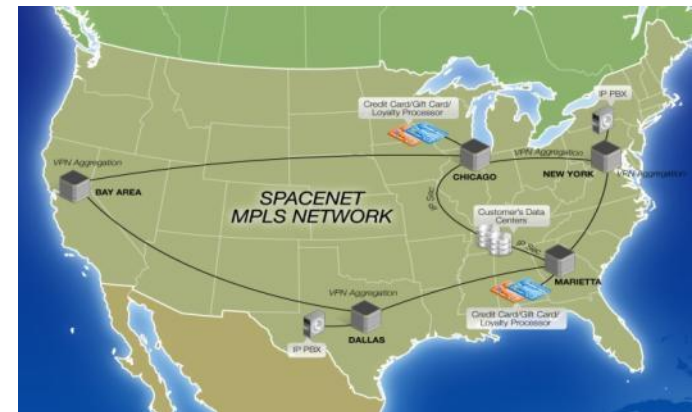 IP PBX
Credit Card/Gift Card/
Loyalty Processor
VPN Aggregation
VPN Aggregation
CHICAGO
NEW YORK
VPN Aggregation
BAY AREA
SPACENET
MPLS NETWORK
IP Sec
Customer's Data
Centers
IP Sec
MARIETTA
VPN Aggregation
Credit Card/Gift Card/
Loyalty Processor
DALLAS
IP PBX